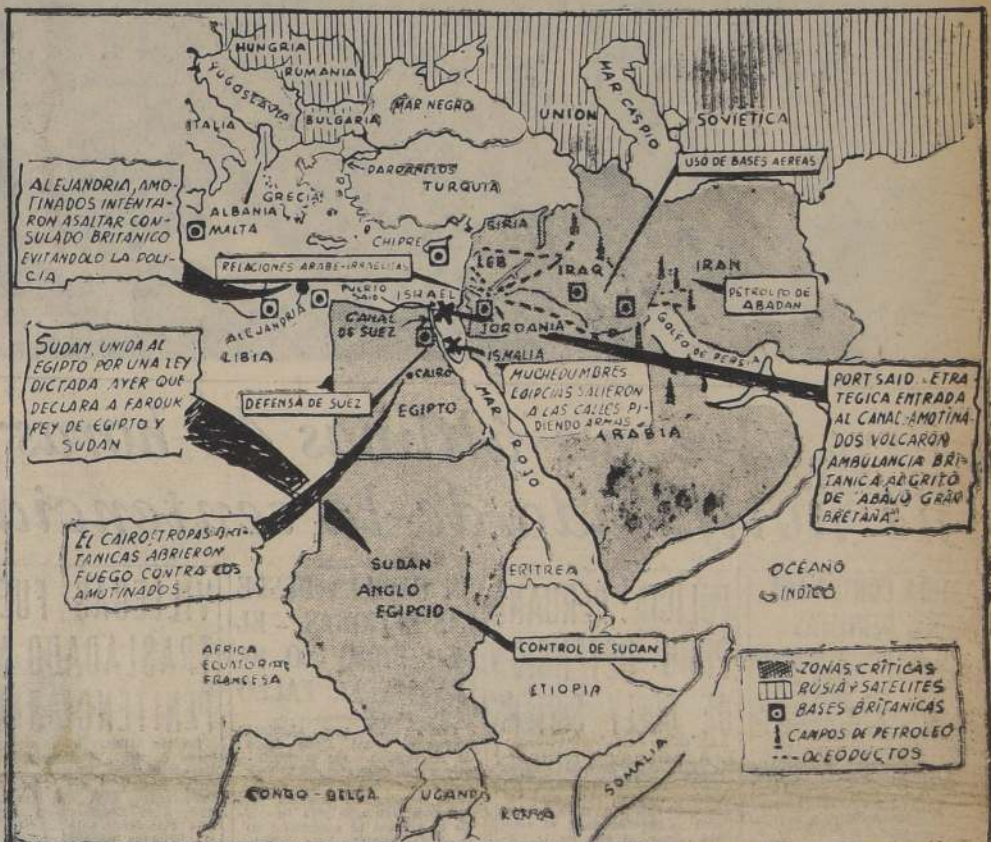 HUNGRIA
RUMANIA
YUGOSLAVIA
BULGARIA
ITALIA
MAR NEGRO
UNION
SOVIETICA
MAR CASPIO
DARDANELOS
TURQUIA
GRECIA
ALBANIA
MALTA
CHIPRE
USO DE BASES AEREAS
ALEJANDRIA, AMO-
TINADOS INTENTA-
RON ASALTAR CON-
SULADO BRITANICO
EVITANDOLO LA POLI-
CIA
RELACIONES ARABE-ISRAELITAS
SIRIA
LEB
IRAQ
IRAN
PETROLEO DE
ABADAN
PUERTO
SAID
ISRAEL
CANAL
DE SUEZ
JORDANIA
GOLFO DE PERSIA
ALEJANDRIA
LIBIA
ISMALIA
CAIRO
EGIPTO
DEFENSA DE SUEZ
MUCHEDUMBRES
EGIPCIAS SALIERON
A LAS CALLES PI-
DIENDO ARMAS
ARABIA
MAR ROJO
SUDAN, UNIDA AL
EGIPTO POR UNA LEY
DICTADA AYER QUE
DECLARA A FAROUK
REY DE EGIPTO Y
SUDAN
PORT SAID.- ETRA-
TEGICA ENTRADA
AL CANAL.-AMOTINA-
DOS VOLCARON
AMBULANCIA BRI-
TANICA AL GRITO
DE "ABAJO GRAN
BRETAÑA".
EL CAIRO, TROPAS BRI-
TANICAS ABRIERON
FUEGO CONTRA LOS
AMOTINADOS.
SUDAN
ANGLO
EGIPCIO
ERITREA
OCÉANO
INDICO
CONTROL DE SUDAN
AFRICA
ECUATORIAL
FRANCESA
ETIOPIA
SOMALIA
CONGO-BELGA
UGANDA
KENYA
ZONAS CRÍTICAS
RUSIA Y SATELITES
BASES BRITANICAS
CAMPOS DE PETROLEO
OLEODUCTOS